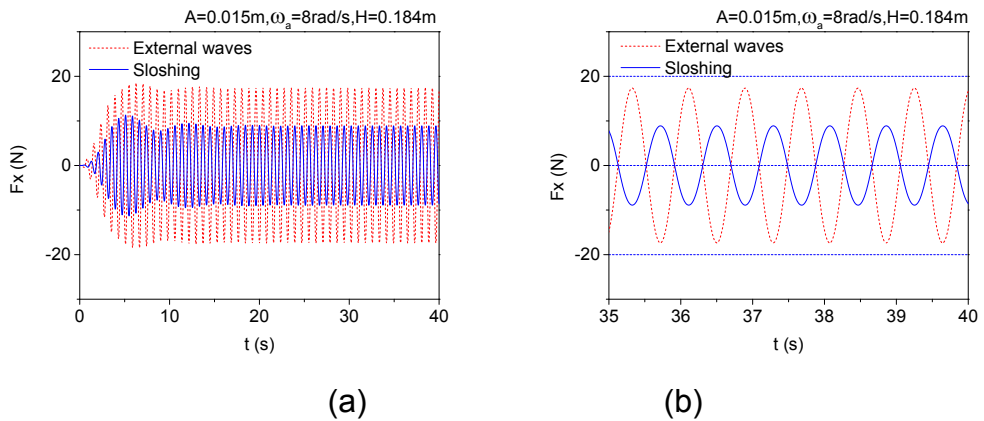 A=0.015m,ωa=8rad/s,H=0.184m
External waves
Sloshing
20
0
-20
Fx (N)
0 10 20 30 40
t (s)
(a)
A=0.015m,ωa=8rad/s,H=0.184m
External waves
Sloshing
20
0
-20
Fx (N)
35 36 37 38 39 40
t (s)
(b)